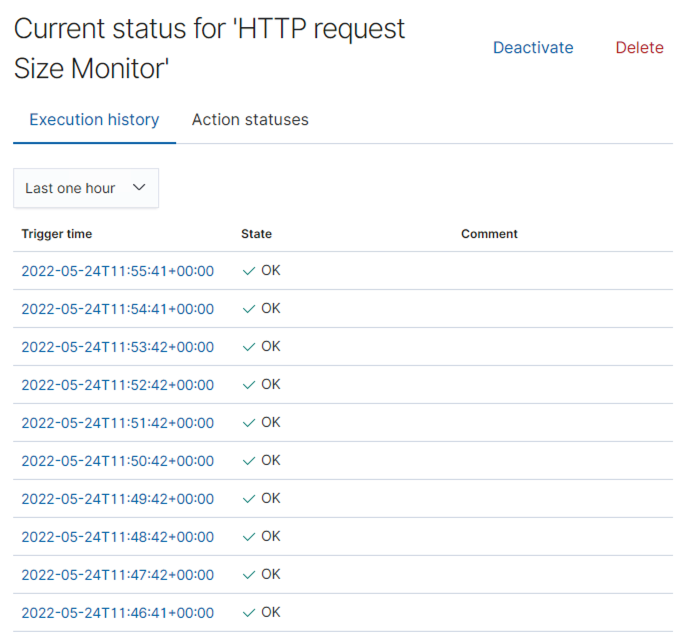 Current status for 'HTTP request
Size Monitor'
Deactivate
Delete
Execution history
Action statuses
Last one hour
Trigger time State Comment
2022-05-24T11:55:41+00:00 OK
2022-05-24T11:54:41+00:00 OK
2022-05-24T11:53:42+00:00 OK
2022-05-24T11:52:42+00:00 OK
2022-05-24T11:51:42+00:00 OK
2022-05-24T11:50:42+00:00 OK
2022-05-24T11:49:42+00:00 OK
2022-05-24T11:48:42+00:00 OK
2022-05-24T11:47:42+00:00 OK
2022-05-24T11:46:41+00:00 OK